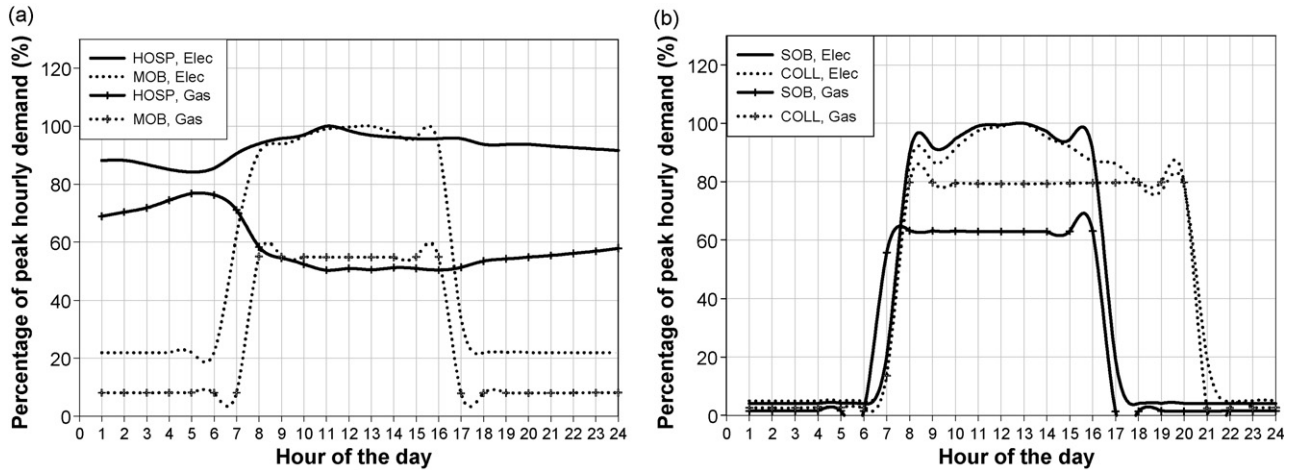 (a)
Percentage of peak hourly demand (%)
120
100
80
60
40
20
0
HOSP, Elec
MOB, Elec
HOSP, Gas
MOB, Gas
0 1 2 3 4 5 6 7 8 9 10 11 12 13 14 15 16 17 18 19 20 21 22 23 24
Hour of the day
(b)
Percentage of peak hourly demand (%)
120
100
80
60
40
20
0
SOB, Elec
COLL, Elec
SOB, Gas
COLL, Gas
0 1 2 3 4 5 6 7 8 9 10 11 12 13 14 15 16 17 18 19 20 21 22 23 24
Hour of the day